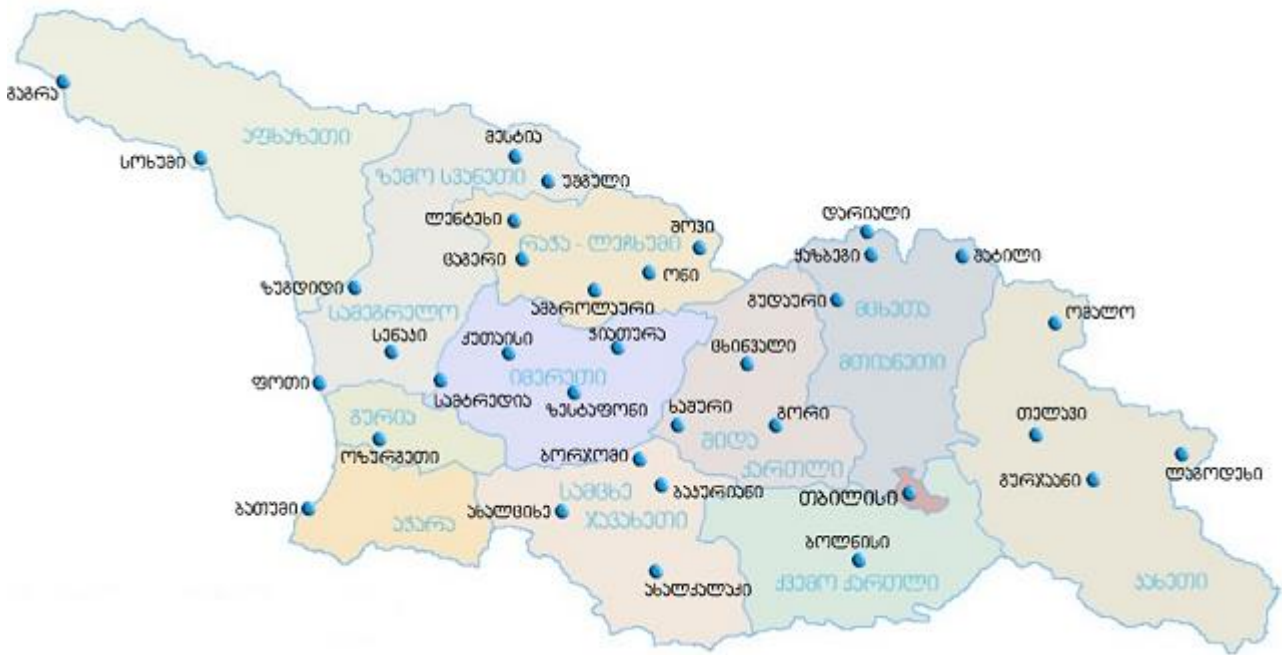 გაგრა
აფხაზეთი
სოხუმი
მესტია
ზემო სვანეთი
უშგული
ლენტეხი
შოვი
რაჭა - ლეჩხუმი
ცაგერი
ონი
ამბროლაური
დარიალი
ყაზბეგი
შატილი
გუდაური
მცხეთა
მთიანეთი
ომალო
ზუგდიდი
სამეგრელო
სენაკი
ქუთაისი
ჭიათურა
იმერეთი
ცხინვალი
ფოთი
სამტრედია
ზესტაფონი
ხაშური
გორი
შიდა
ქართლი
თელავი
გურია
ოზურგეთი
ბორჯომი
ბაკურიანი
გურჯაანი
ლაგოდეხი
სამცხე
ჯავახეთი
თბილისი
ბათუმი
აჭარა
ახალციხე
ბოლნისი
ახალქალაქი
ქვემო ქართლი
კახეთი